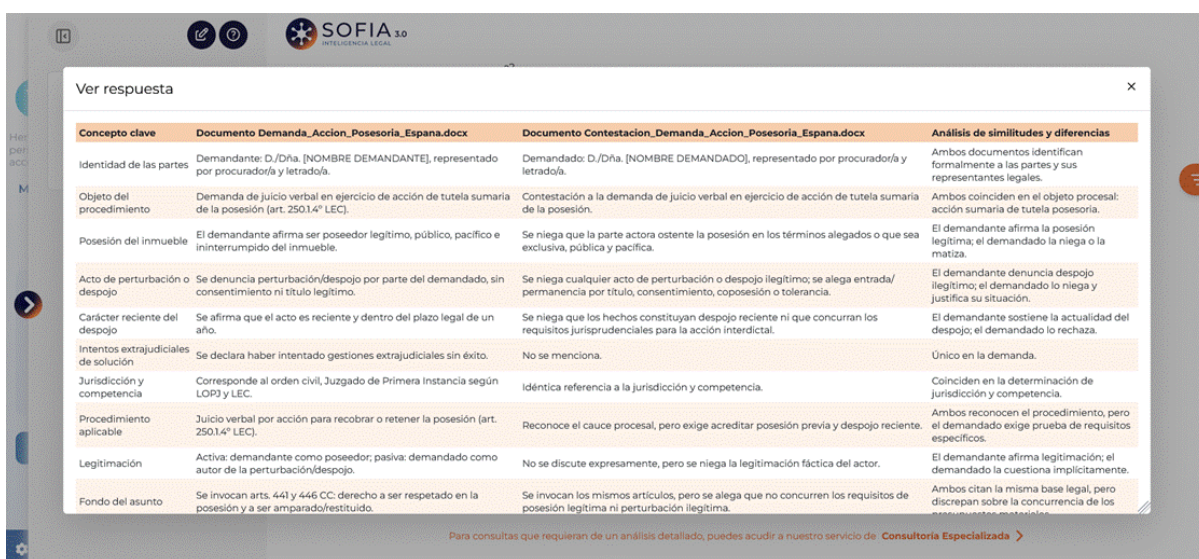 SOFIA 3.0
INTELIGENCIA LEGAL
Ver respuesta
Concepto clave Documento Demanda_Accion_Posesoria_Espana.docx Documento Contestacion_Demanda_Accion_Posesoria_Espana.docx Análisis de similitudes y diferencias
Identidad de las partes
Demandante: D./Dña. [NOMBRE DEMANDANTE], representado
por procurador/a y letrado/a.
Demandado: D./Dña. [NOMBRE DEMANDADO], representado por procurador/a y
letrado/a.
Ambos documentos identifican
formalmente a las partes y sus
representantes legales.
Objeto del
procedimiento
Demanda de juicio verbal en ejercicio de acción de tutela sumaria
de la posesión (art. 250.1.4º LEC).
Contestación a la demanda de juicio verbal en ejercicio de acción de tutela sumaria
de la posesión.
Ambos coinciden en el objeto procesal:
acción sumaria de tutela posesoria.
Posesión del inmueble
El demandante afirma ser poseedor legítimo, público, pacífico e
ininterrumpido del inmueble.
Se niega que la parte actora ostente la posesión en los términos alegados o que sea
exclusiva, pública y pacífica.
El demandante afirma la posesión
legítima; el demandado la niega o la
matiza.
Acto de perturbación o
despojo
Se denuncia perturbación/despojo por parte del demandado, sin
consentimiento ni título legítimo.
Se niega cualquier acto de perturbación o despojo ilegítimo; se alega entrada/
permanencia por título, consentimiento, coposesión o tolerancia.
El demandante denuncia despojo
ilegítimo; el demandado lo niega y
justifica su situación.
Carácter reciente del
despojo
Se afirma que el acto es reciente y dentro del plazo legal de un
año.
Se niega que los hechos constituyan despojo reciente ni que concurran los
requisitos jurisprudenciales para la acción interdictal.
El demandante sostiene la actualidad del
despojo; el demandado lo rechaza.
Intentos extrajudiciales
de solución
Se declara haber intentado gestiones extrajudiciales sin éxito.
No se menciona.
Único en la demanda.
Jurisdicción y
competencia
Corresponde al orden civil, Juzgado de Primera Instancia según
LOPJ y LEC.
Idéntica referencia a la jurisdicción y competencia.
Coinciden en la determinación de
jurisdicción y competencia.
Procedimiento
aplicable
Juicio verbal por acción para recobrar o retener la posesión (art.
250.1.4º LEC).
Reconoce el cauce procesal, pero exige acreditar posesión previa y despojo reciente.
Ambos reconocen el procedimiento, pero
el demandado exige prueba de requisitos
específicos.
Legitimación
Activa: demandante como poseedor; pasiva: demandado como
autor de la perturbación/despojo.
No se discute expresamente, pero se niega la legitimación fáctica del actor.
El demandante afirma legitimación; el
demandado la cuestiona implícitamente.
Fondo del asunto
Se invocan arts. 441 y 446 CC: derecho a ser respetado en la
posesión y a ser amparado/restituido.
Se invocan los mismos artículos, pero se alega que no concurren los requisitos de
posesión legítima ni perturbación ilegítima.
Ambos citan la misma base legal, pero
discrepan sobre la concurrencia de los
Para consultas que requieran de un análisis detallado, puedes acudir a nuestro servicio de Consultoría Especializada